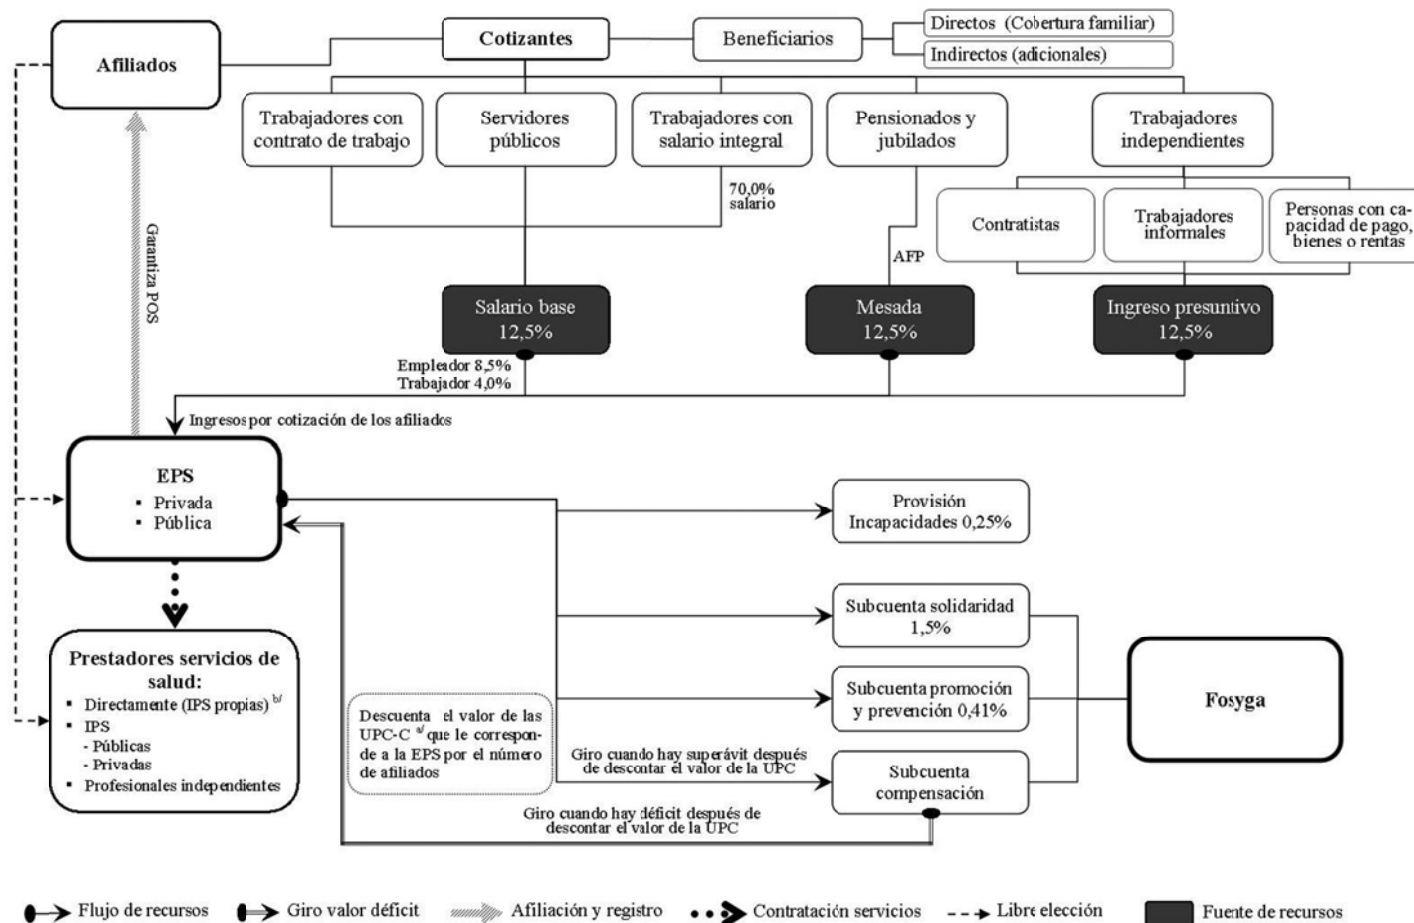 Afiliados
Cotizantes
Beneficiarios
Directos (Cobertura familiar)
Indirectos (adicionales)
Trabajadores con
contrato de trabajo
Servidores
públicos
Trabajadores con
salario integral
Pensionados y
jubilados
Trabajadores
independientes
70,0%
salario
Contratistas
Trabajadores
informales
Personas con ca-
pacidad de pago,
bienes o rentas
AFP
Garantiza POS
Salario base
12,5%
Mesada
12,5%
Ingreso presuntivo
12,5%
Empleador 8,5%
Trabajador 4,0%
Ingresos por cotización de los afiliados
EPS
▪ Privada
▪ Pública
Provisión
Incapacidades 0,25%
Subcuenta solidaridad
1,5%
Prestadores servicios de
salud:
▪ Directamente (IPS propias) b/
▪ IPS
- Públicas
- Privadas
▪ Profesionales independientes
Descuenta el valor de las
UPC-C a/ que le correspon-
de a la EPS por el número
de afiliados
Subcuenta promoción
y prevención 0,41%
Fosyga
Giro cuando hay superávit después
de descontar el valor de la UPC
Subcuenta
compensación
Giro cuando hay déficit después de
descontar el valor de la UPC
Flujo de recursos
Giro valor déficit
Afiliación y registro
Contratación servicios
Libre elección
Fuente de recursos